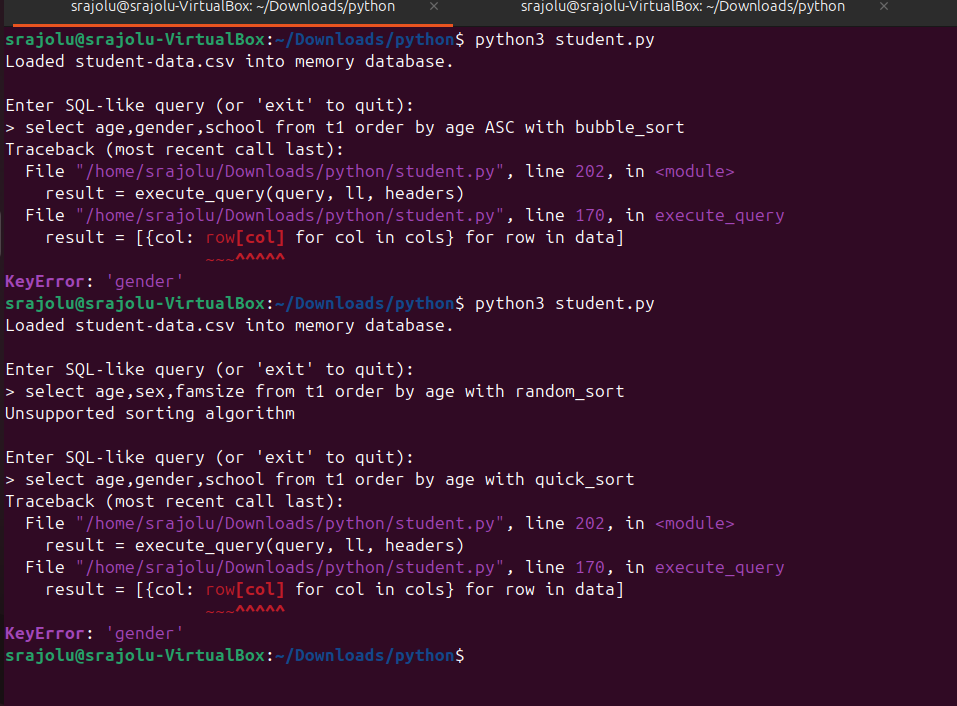 srajolu@srajolu-VirtualBox: ~/Downloads/python × srajolu@srajolu-VirtualBox: ~/Downloads/python ×
srajolu@srajolu-VirtualBox:~/Downloads/python$ python3 student.py
Loaded student-data.csv into memory database.

Enter SQL-like query (or 'exit' to quit):
> select age,gender,school from t1 order by age ASC with bubble_sort
Traceback (most recent call last):
  File "/home/srajolu/Downloads/python/student.py", line 202, in <module>
    result = execute_query(query, ll, headers)
  File "/home/srajolu/Downloads/python/student.py", line 170, in execute_query
    result = [{col: row[col] for col in cols} for row in data]
                    ~~~^^^^^
KeyError: 'gender'
srajolu@srajolu-VirtualBox:~/Downloads/python$ python3 student.py
Loaded student-data.csv into memory database.

Enter SQL-like query (or 'exit' to quit):
> select age,sex,famsize from t1 order by age with random_sort
Unsupported sorting algorithm

Enter SQL-like query (or 'exit' to quit):
> select age,gender,school from t1 order by age with quick_sort
Traceback (most recent call last):
  File "/home/srajolu/Downloads/python/student.py", line 202, in <module>
    result = execute_query(query, ll, headers)
  File "/home/srajolu/Downloads/python/student.py", line 170, in execute_query
    result = [{col: row[col] for col in cols} for row in data]
                    ~~~^^^^^
KeyError: 'gender'
srajolu@srajolu-VirtualBox:~/Downloads/python$